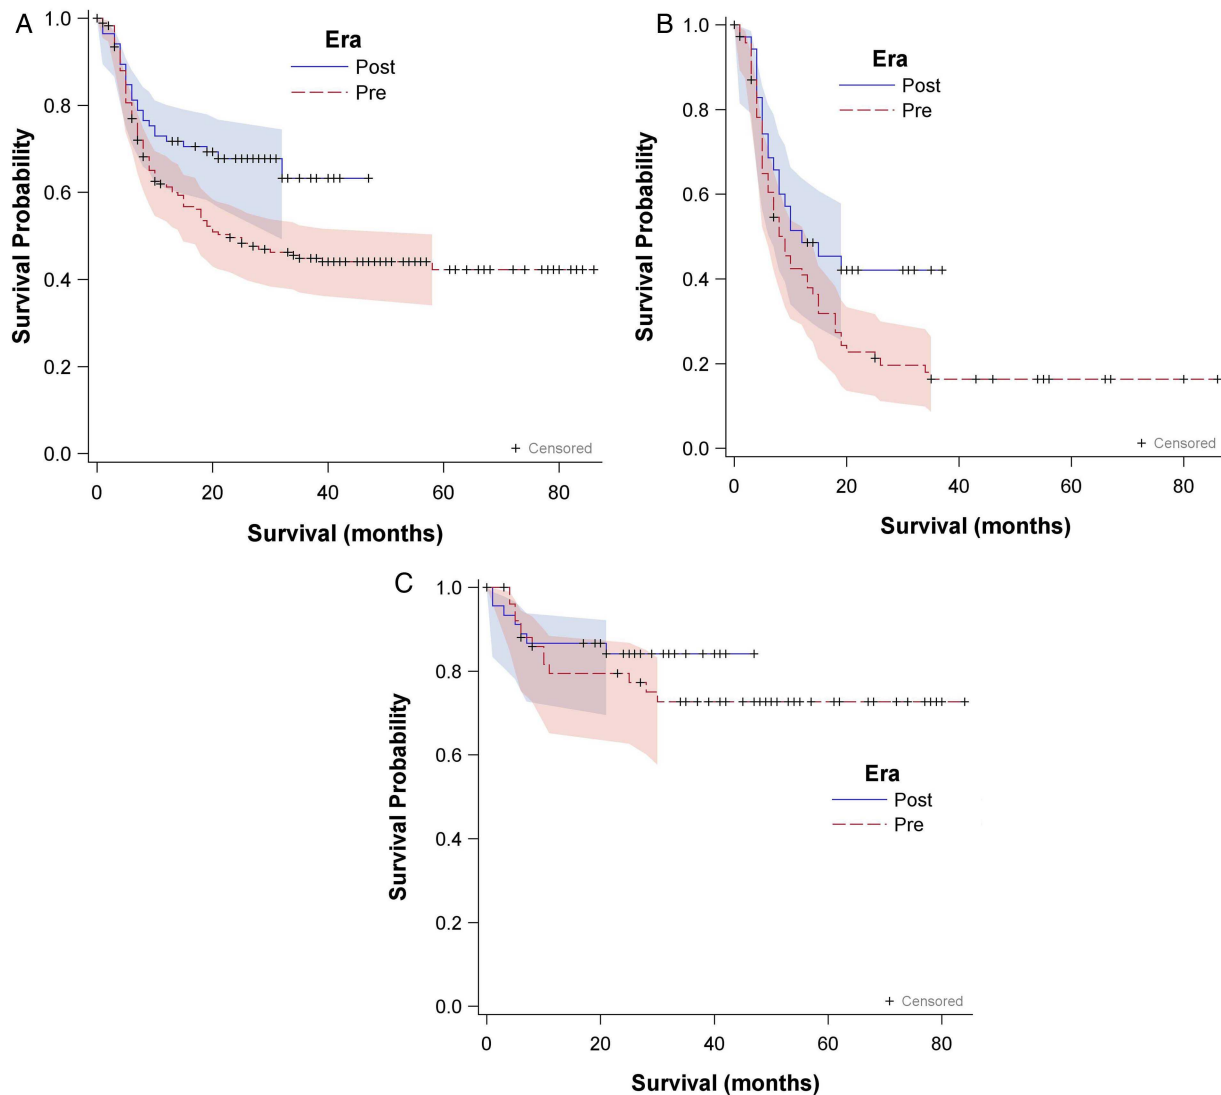 A
Era
Post
Pre
Survival Probability
1.0
0.8
0.6
0.4
0.2
0.0
+ Censored
0 20 40 60 80
Survival (months)
B
Era
Post
Pre
Survival Probability
1.0
0.8
0.6
0.4
0.2
0.0
+ Censored
0 20 40 60 80
Survival (months)
C
Survival Probability
1.0
0.8
0.6
0.4
0.2
0.0
Era
Post
Pre
+ Censored
0 20 40 60 80
Survival (months)